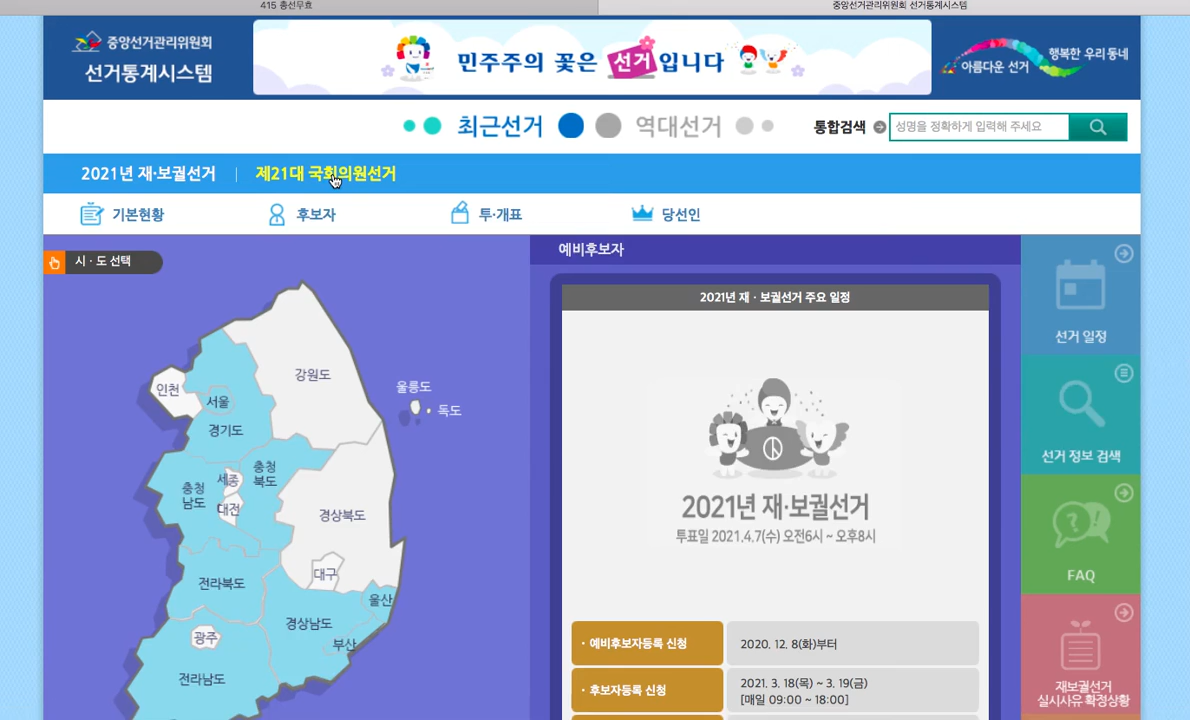 415 총선무효
중앙선거관리위원회 선거통계시스템
중앙선거관리위원회
선거통계시스템
민주주의 꽃은 선거입니다
아름다운 선거 행복한 우리동네
최근선거 역대선거 통합검색 성명을 정확하게 입력해 주세요
2021년 재·보궐선거 제21대 국회의원선거
기본현황 후보자 투·개표 당선인
시·도 선택
인천
서울
경기도
강원도
울릉도
독도
충청
남도
세종
대전
충청
북도
경상북도
대구
전라북도
울산
경상남도
부산
광주
전라남도
예비후보자
2021년 재·보궐선거 주요 일정
2021년 재·보궐선거
투표일 2021.4.7(수) 오전6시 ~ 오후8시
· 예비후보자등록 신청 2020. 12. 8(화)부터
· 후보자등록 신청 2021. 3. 18(목) ~ 3. 19(금)
[매일 09:00 ~ 18:00]
선거 일정
선거 정보 검색
FAQ
재보궐선거
실시사유 확정상황